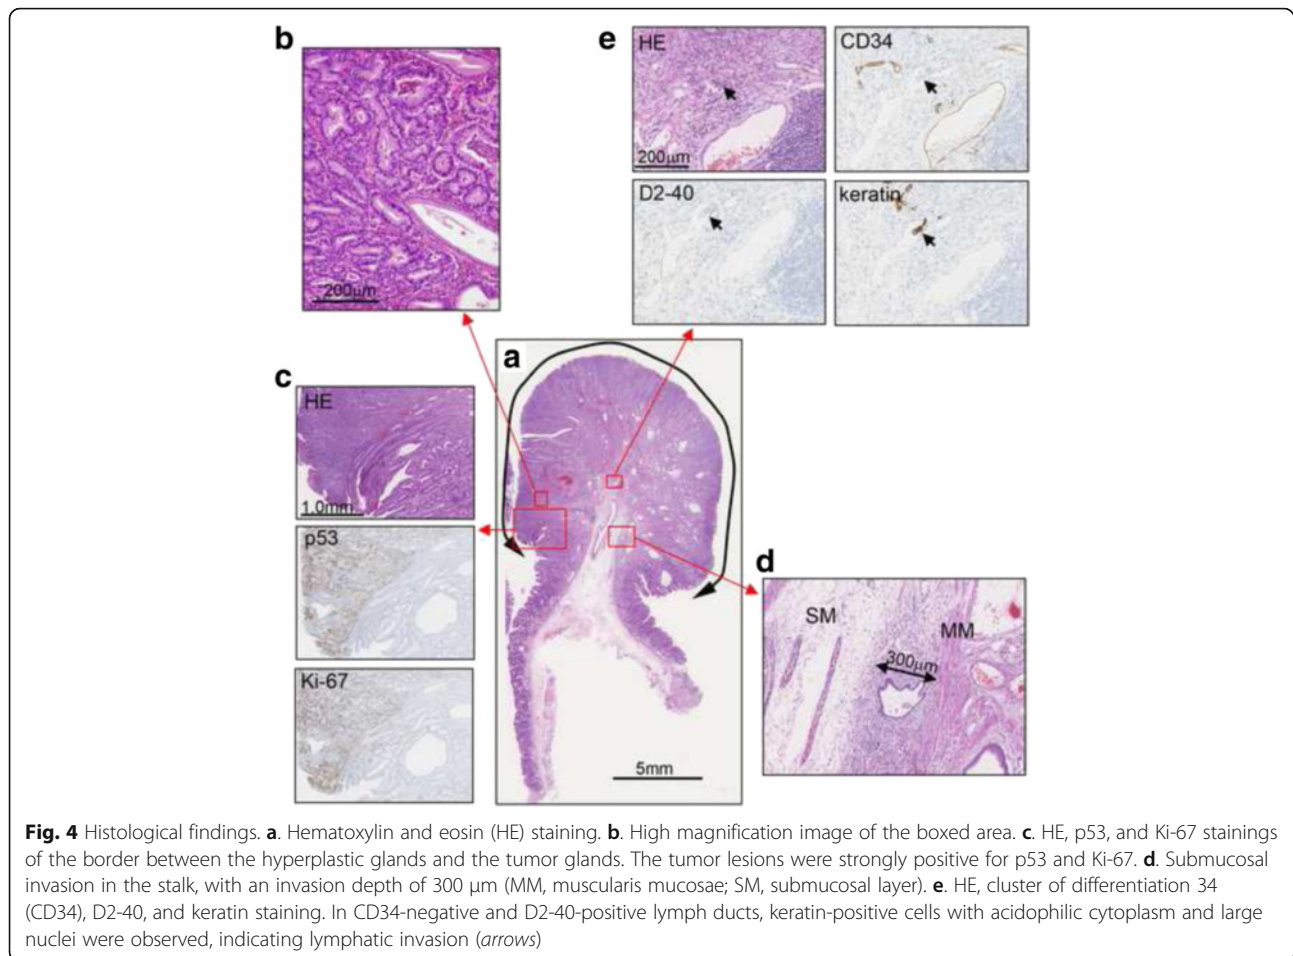 b
200μm
e
HE
200μm
CD34
D2-40
keratin
a
5mm
c
HE
1.0mm
p53
Ki-67
d
SM
MM
300μm
Fig. 4 Histological findings. a. Hematoxylin and eosin (HE) staining. b. High magnification image of the boxed area. c. HE, p53, and Ki-67 stainings
of the border between the hyperplastic glands and the tumor glands. The tumor lesions were strongly positive for p53 and Ki-67. d. Submucosal
invasion in the stalk, with an invasion depth of 300 μm (MM, muscularis mucosae; SM, submucosal layer). e. HE, cluster of differentiation 34
(CD34), D2-40, and keratin staining. In CD34-negative and D2-40-positive lymph ducts, keratin-positive cells with acidophilic cytoplasm and large
nuclei were observed, indicating lymphatic invasion (arrows)